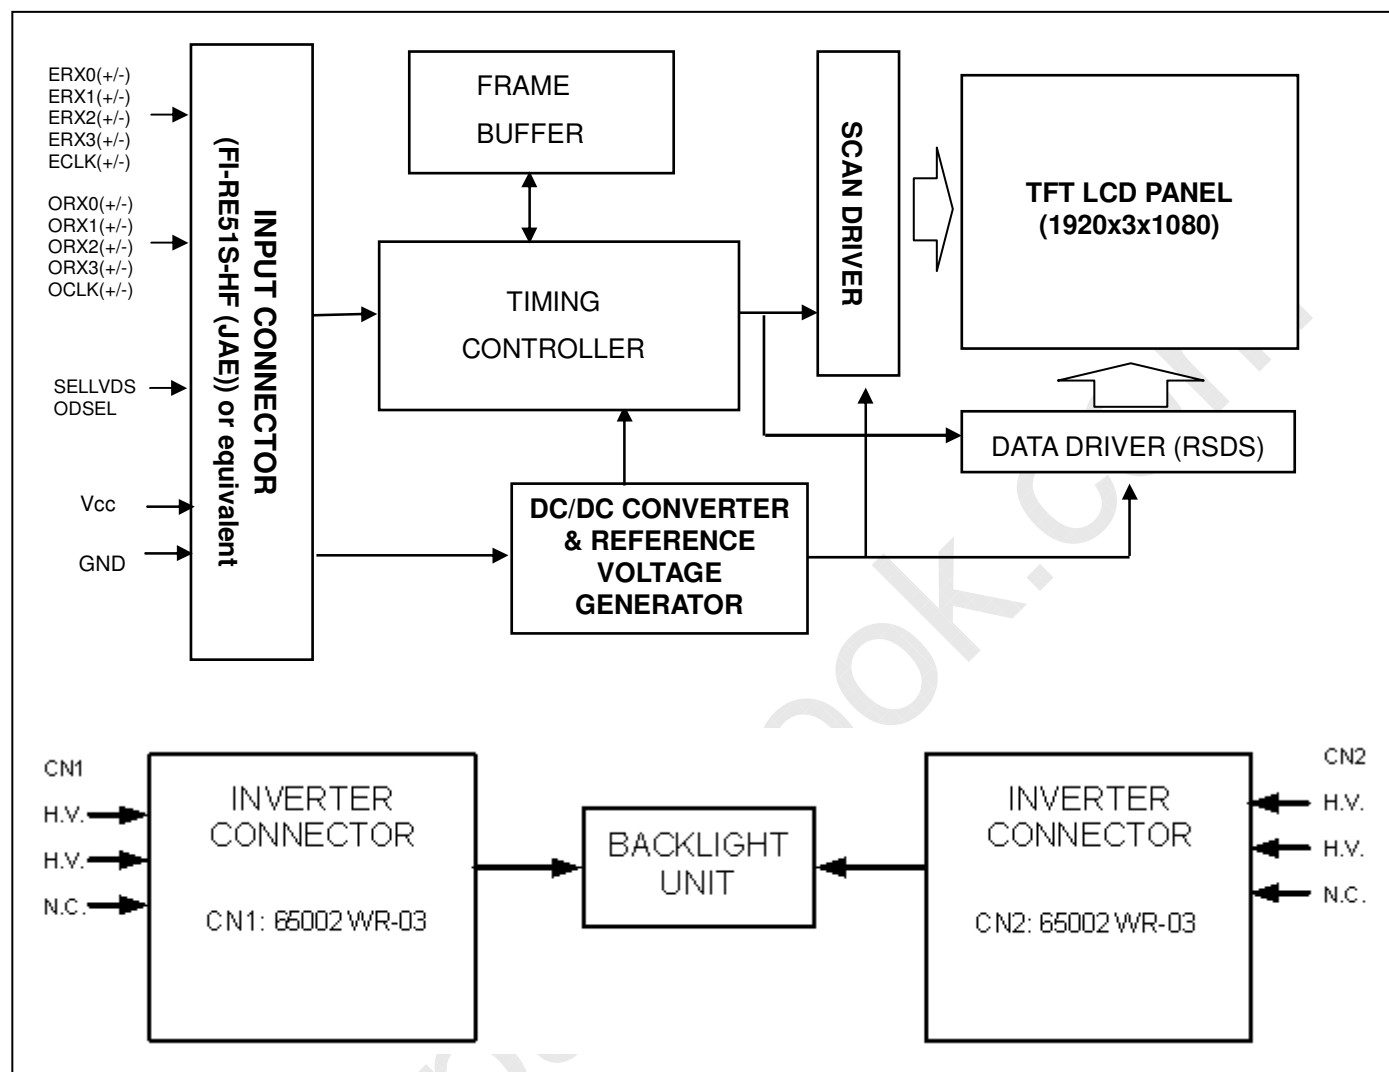 ERX0(+/-)
ERX1(+/-)
ERX2(+/-)
ERX3(+/-)
ECLK(+/-)
ORX0(+/-)
ORX1(+/-)
ORX2(+/-)
ORX3(+/-)
OCLK(+/-)
SELLVDS
ODSEL
Vcc
GND
INPUT CONNECTOR
(FI-RE51S-HF (JAE)) or equivalent
FRAME
BUFFER
TIMING
CONTROLLER
SCAN DRIVER
TFT LCD PANEL
(1920x3x1080)
DATA DRIVER (RSDS)
DC/DC CONVERTER
& REFERENCE
VOLTAGE
GENERATOR
CN1
H.V.
H.V.
N.C.
INVERTER
CONNECTOR
CN1: 65002WR-03
BACKLIGHT
UNIT
INVERTER
CONNECTOR
CN2: 65002WR-03
CN2
H.V.
H.V.
N.C.